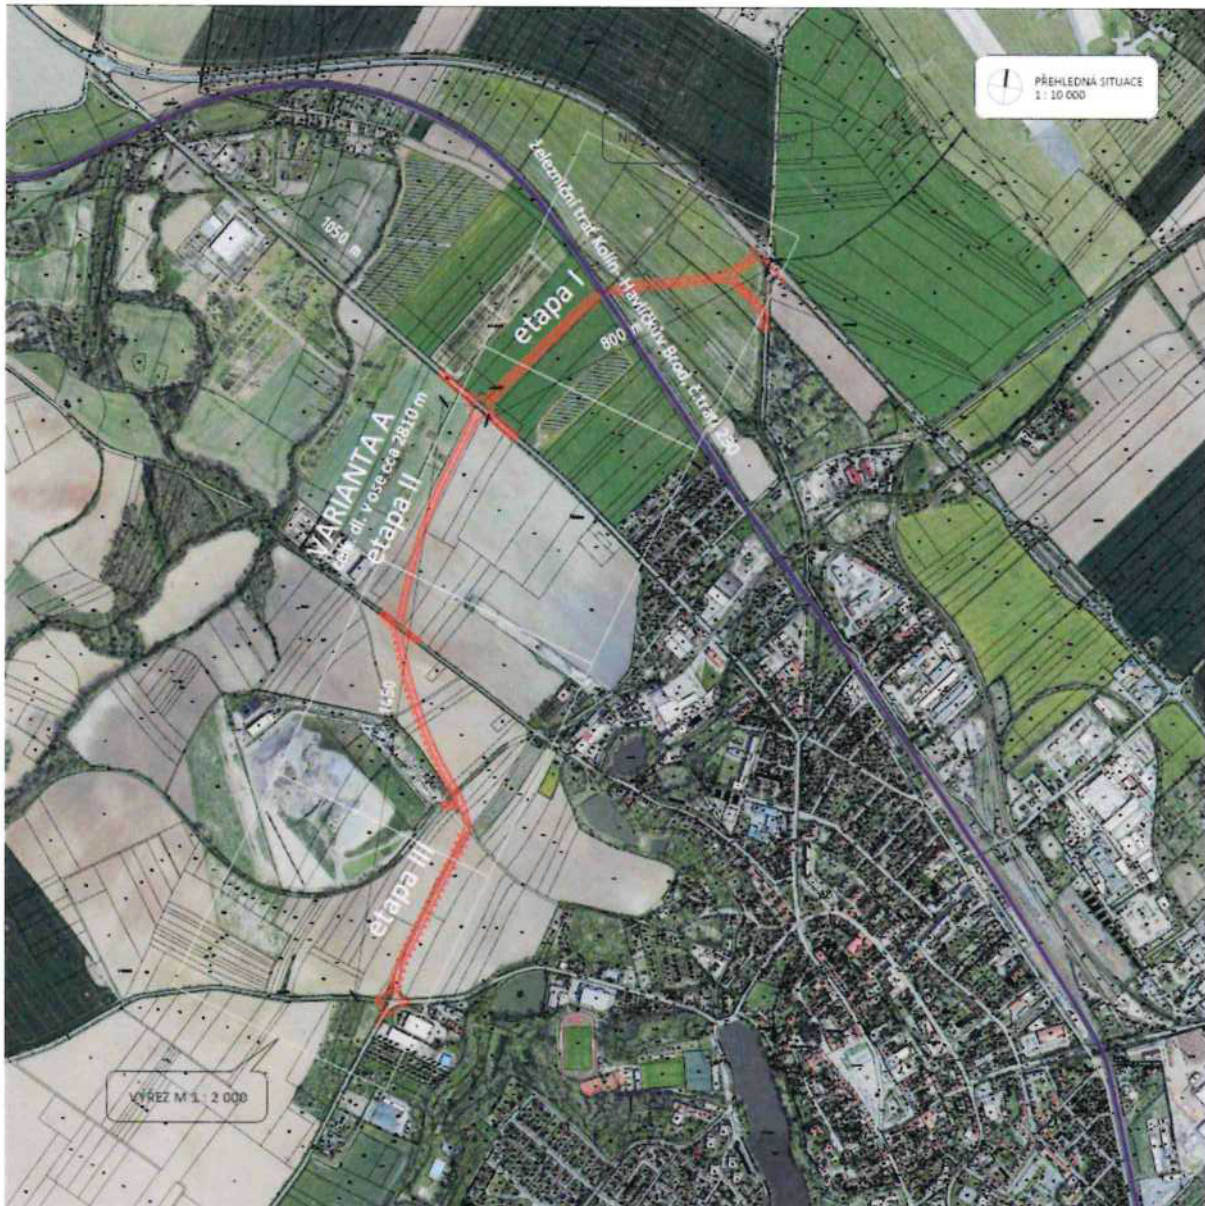 PŘEHLEDNÁ SITUACE
1 : 10 000
železniční trať Kolín - Havlíčkův Brod, č.trati 230
1050 m
etapa I
800 m
VARIANTA A
dl. v ose cca 2810 m
etapa II
etapa III
VÝŘEZ M 1 : 2 000